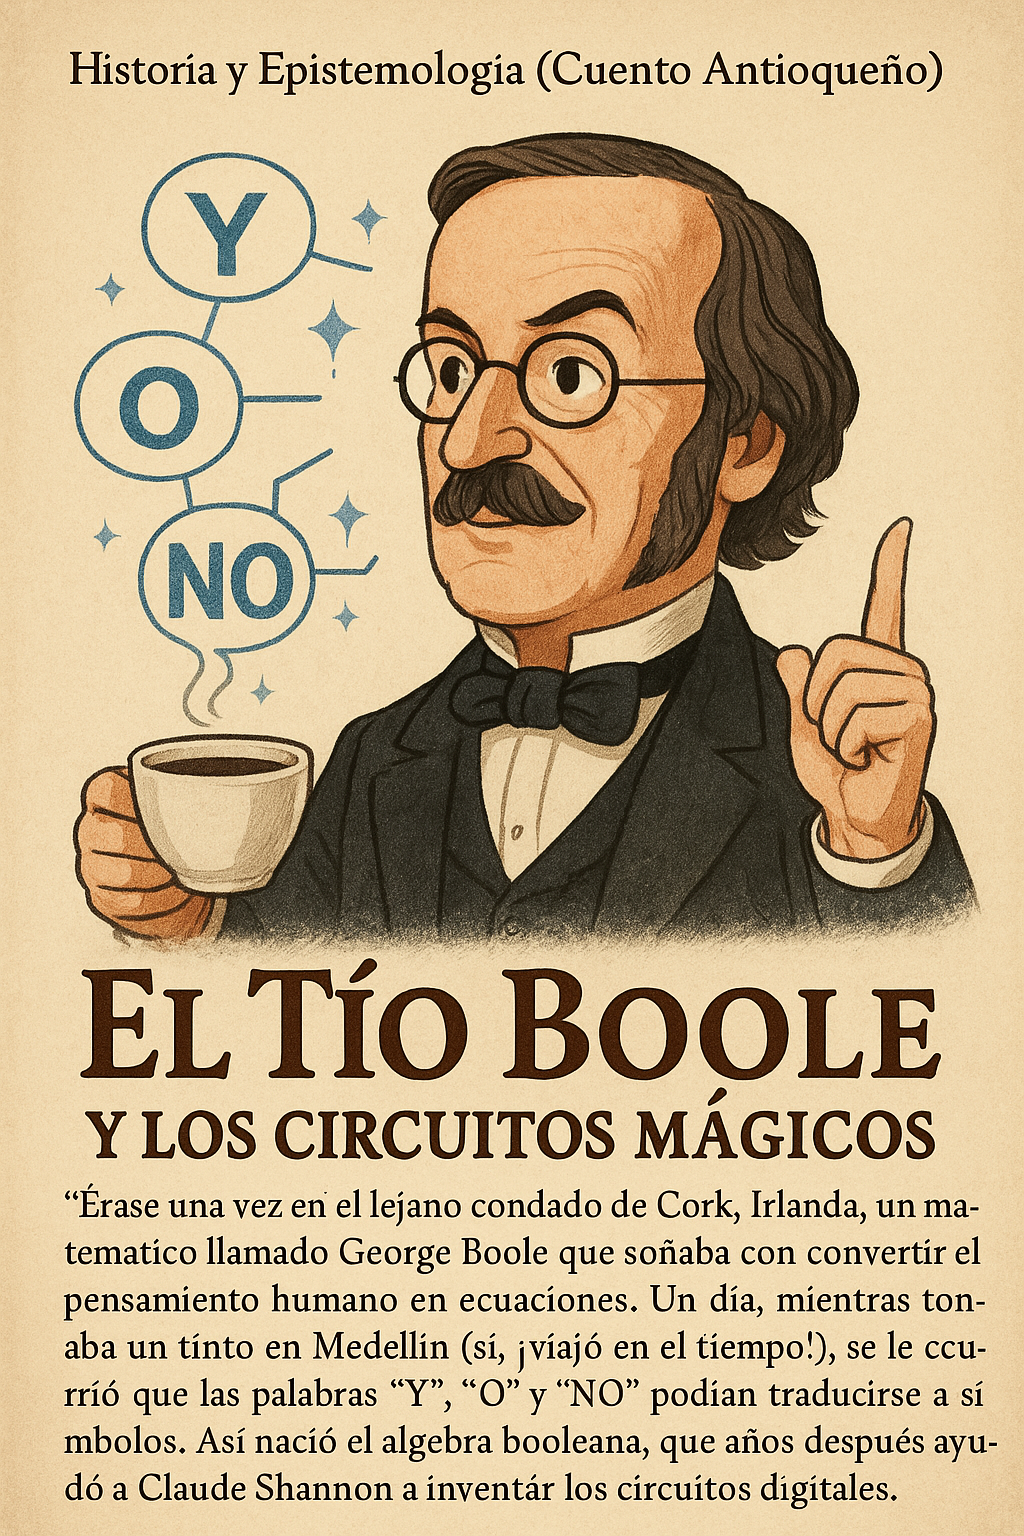 Historia y Epistemologia (Cuento Antioqueño)
Y
O
NO
EL TÍO BOOLE
Y LOS CIRCUITOS MÁGICOS
“Érase una vez en el lejano condado de Cork, Irlanda, un ma-
tematico llamado George Boole que soñaba con convertir el
pensamiento humano en ecuaciones. Un día, mientras ton-
aba un tinto en Medellin (sí, ¡viajó en el tiempo!), se le ccu-
rríó que las palabras “Y”, “O” y “NO” podían traducirse a sí
mbolos. Así nació el algebra booleana, que años después ayu-
dó a Claude Shannon a inventár los circuitos digitales.